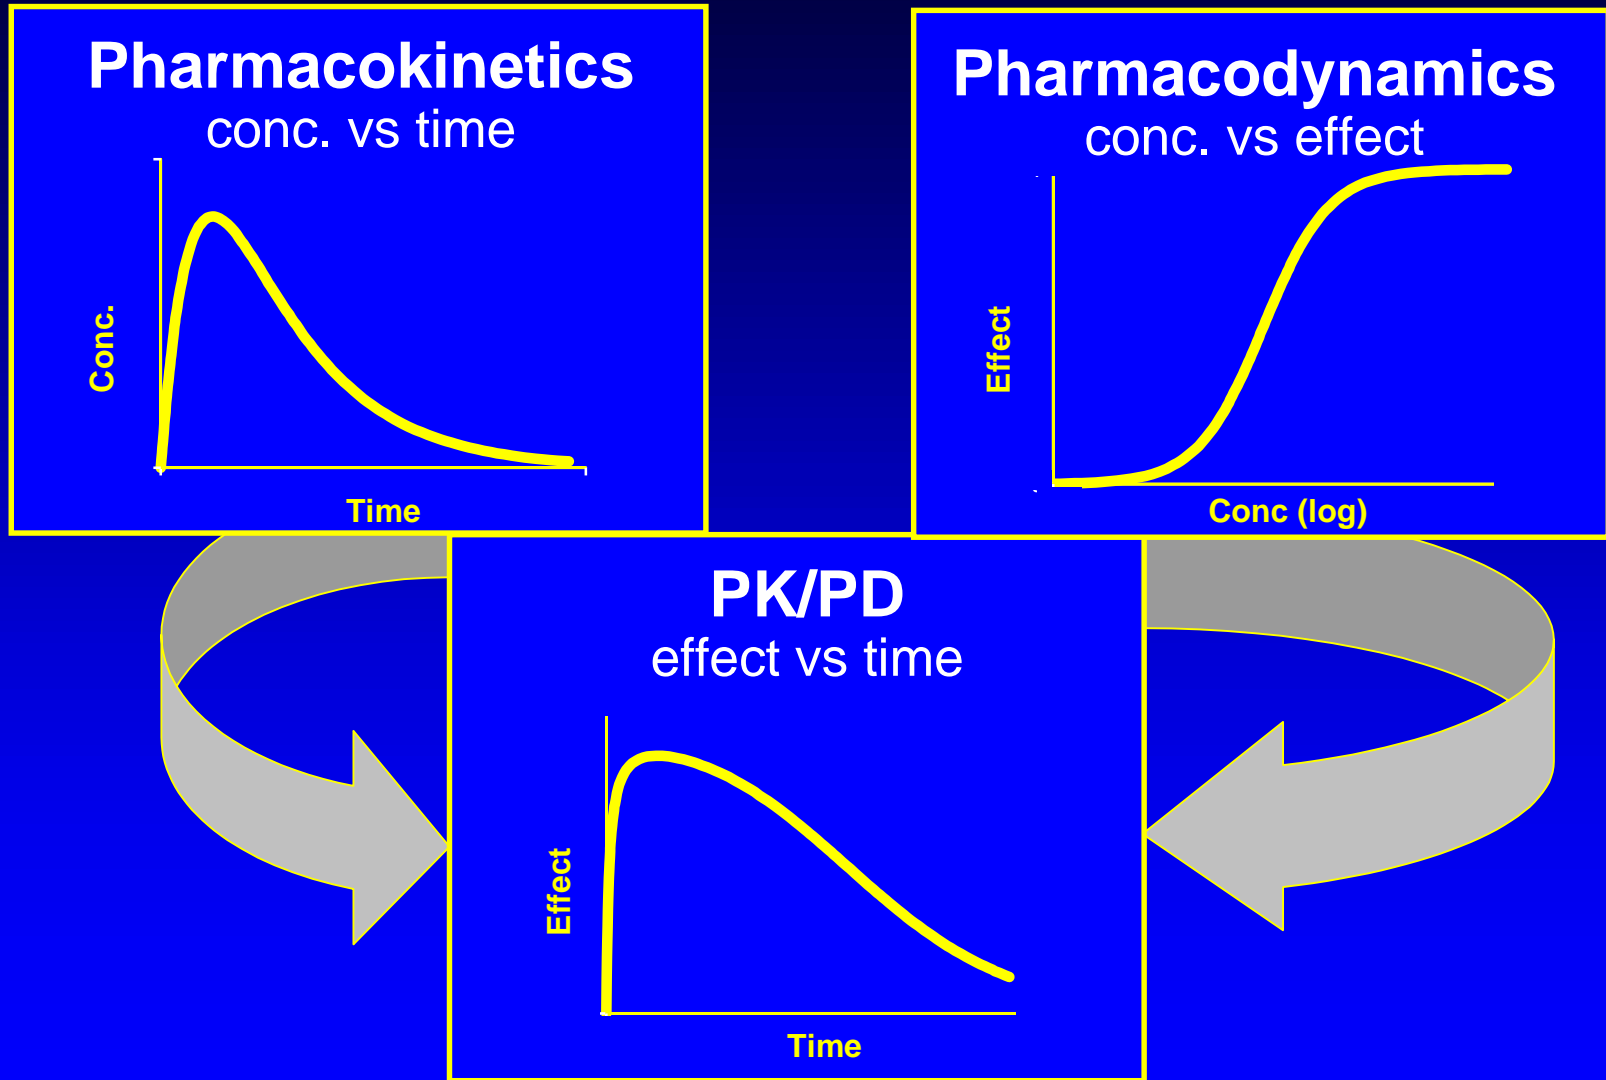 Pharmacokinetics
conc. vs time
Conc.
Time
Pharmacodynamics
conc. vs effect
Effect
Conc (log)
PK/PD
effect vs time
Effect
Time